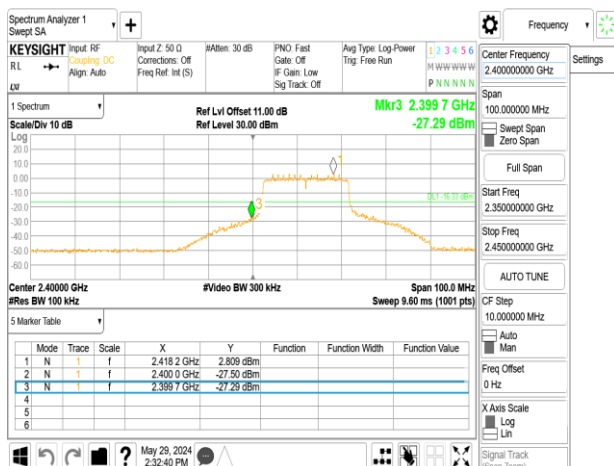 Spectrum Analyzer 1
Swept SA
+
Frequency
KEYSIGHT Input: RF Input Z: 50 Ω #Atten: 30 dB PNO: Fast Avg Type: Log-Power 1 2 3 4 5 6
RL Coupling: DC Corrections: Off Gate: Off Trig: Free Run M W W W W W
Align: Auto Freq Ref: Int (S) IF Gain: Low
LXI Sig Track: Off P N N N N N
1 Spectrum
Scale/Div 10 dB
Ref Lvl Offset 11.00 dB
Ref Level 30.00 dBm
Mkr3 2.399 7 GHz
-27.29 dBm
Log
20.0
10.0
0.00
-10.0
-20.0
-30.0
-40.0
-50.0
-60.0
1
3
DL1 -16.33 dBm
Center 2.40000 GHz #Video BW 300 kHz Span 100.0 MHz
#Res BW 100 kHz Sweep 9.60 ms (1001 pts)
5 Marker Table
Mode Trace Scale X Y Function Function Width Function Value
1 N 1 f 2.418 2 GHz 2.809 dBm
2 N 1 f 2.400 0 GHz -27.50 dBm
3 N 1 f 2.399 7 GHz -27.29 dBm
4
5
6
?
May 29, 2024
2:32:40 PM
Center Frequency
2.400000000 GHz
Settings
Span
100.000000 MHz
Swept Span
Zero Span
Full Span
Start Freq
2.350000000 GHz
Stop Freq
2.450000000 GHz
AUTO TUNE
CF Step
10.000000 MHz
Auto
Man
Freq Offset
0 Hz
X Axis Scale
Log
Lin
Signal Track
(Span Zoom)